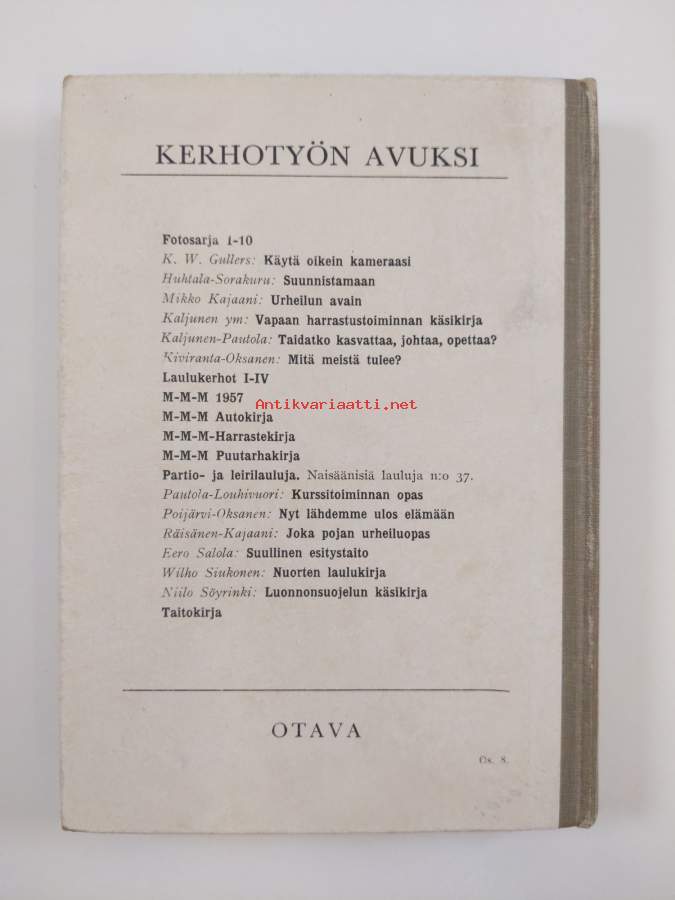 KERHOTYÖN AVUKSI
Fotosarja 1-10
K. W. Gullers: Käytä oikein kameraasi
Huhtala-Sorakuru: Suunnistamaan
Mikko Kajaani: Urheilun avain
Kaljunen ym: Vapaan harrastustoiminnan käsikirja
Kaljunen-Pautola: Taidatko kasvattaa, johtaa, opettaa?
Kiviranta-Oksanen: Mitä meistä tulee?
Laulukerhot I-IV
M-M-M 1957
Antikvariaatti.net
M-M-M Autokirja
M-M-M-Harrastekirja
M-M-M Puutarhakirja
Partio- ja leirilauluja. Naisäänisiä lauluja n:o 37.
Pautola-Louhivuori: Kurssitoiminnan opas
Poijärvi-Oksanen: Nyt lähdemme ulos elämään
Räisänen-Kajaani: Joka pojan urheiluopas
Eero Salola: Suullinen esitystaito
Wilho Siukonen: Nuorten laulukirja
Niilo Söyrinki: Luonnonsuojelun käsikirja
Taitokirja
OTAVA
Os. 8.